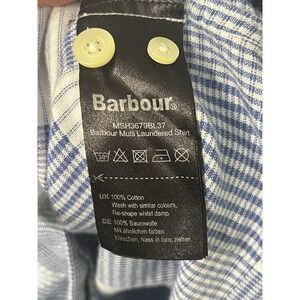 Barbour®
MSH3679BL37
Barbour Multi Laundered Shirt
30
UK 100% Cotton
Wash with similar colours,
Re-shape whilst damp.
DE 100% Baumwolle
Mit ähnlichen farben
Waschen, Nass in form ziehen